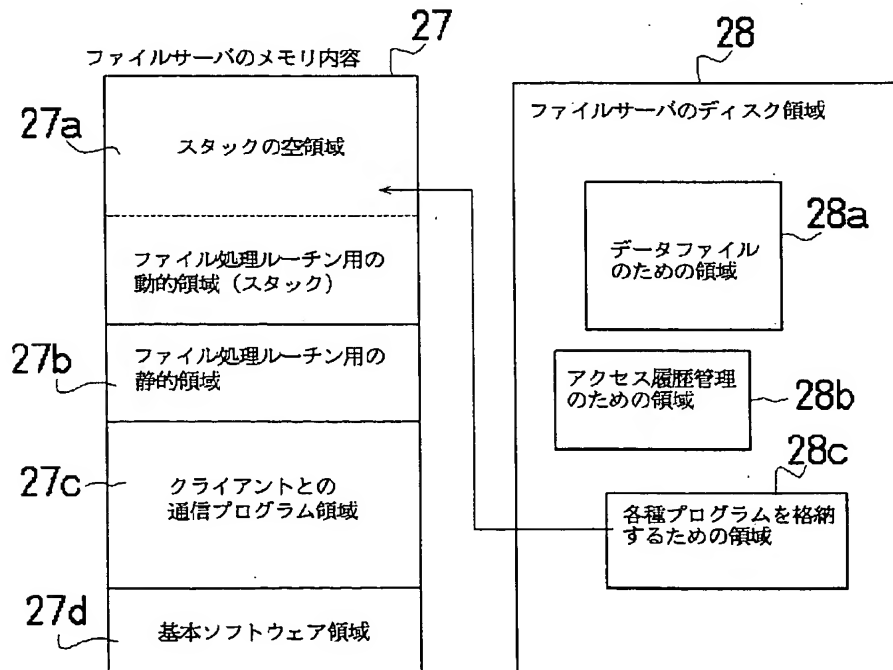 ファイルサーバのメモリ内容
27
27a
スタックの空領域
ファイル処理ルーチン用の
動的領域(スタック)
27b
ファイル処理ルーチン用の
静的領域
27c
クライアントとの
通信プログラム領域
27d
基本ソフトウェア領域
28
ファイルサーバのディスク領域
28a
データファイル
のための領域
アクセス履歴管理
のための領域
28b
28c
各種プログラムを格納
するための領域